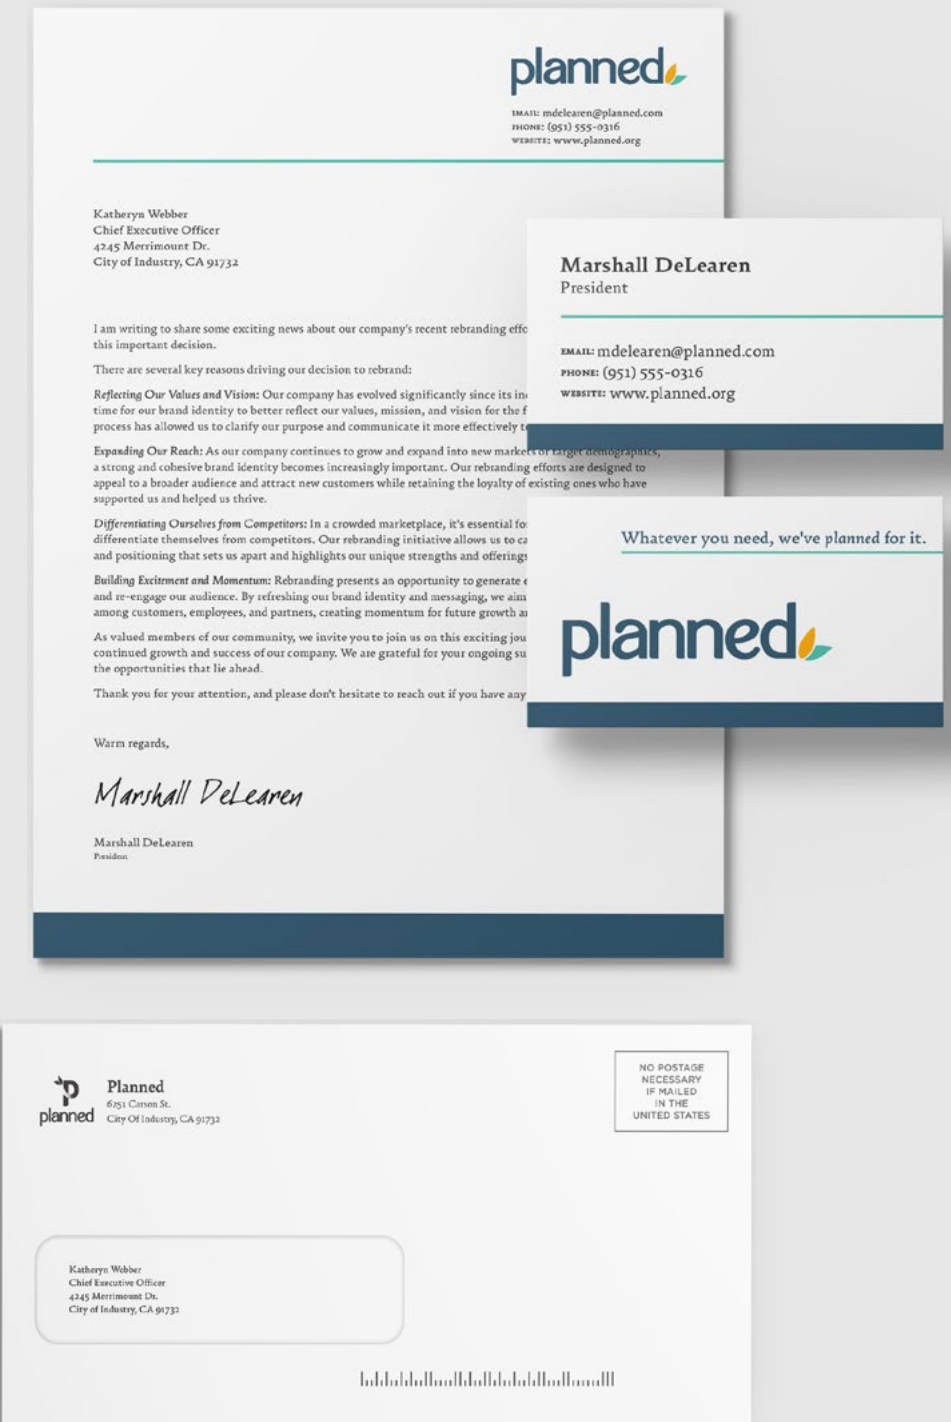 planned
EMAIL: mdelearen@planned.com
PHONE: (951) 555-0316
WEBSITE: www.planned.org
Katheryn Webber
Chief Executive Officer
4245 Merrimount Dr.
City of Industry, CA 91732
I am writing to share some exciting news about our company's recent rebranding
this important decision.
There are several key reasons driving our decision to rebrand:
Reflecting Our Values and Vision: Our company has evolved significantly since its
time for our brand identity to better reflect our values, mission, and vision for the
process has allowed us to clarify our purpose and communicate it more effectively
Expanding Our Reach: As our company continues to grow and expand into new markets or target demographics,
a strong and cohesive brand identity becomes increasingly important. Our rebranding efforts are designed to
appeal to a broader audience and attract new customers while retaining the loyalty of existing ones who have
supported us and helped us thrive.
Differentiating Ourselves from Competitors: In a crowded marketplace, it's essential for
differentiate themselves from competitors. Our rebranding initiative allows us to
and positioning that sets us apart and highlights our unique strengths and offerings
Building Excitement and Momentum: Rebranding presents an opportunity to generate
and re-engage our audience. By refreshing our brand identity and messaging, we aim
among customers, employees, and partners, creating momentum for future growth
As valued members of our community, we invite you to join us on this exciting
continued growth and success of our company. We are grateful for your ongoing
the opportunities that lie ahead.
Thank you for your attention, and please don't hesitate to reach out if you have any
Warm regards,
Marshall DeLearen
Marshall DeLearen
President
Marshall DeLearen
President
EMAIL: mdelearen@planned.com
PHONE: (951) 555-0316
WEBSITE: www.planned.org
Whatever you need, we've planned for it.
planned
planned
Planned
6251 Carson St.
City Of Industry, CA 91732
NO POSTAGE
NECESSARY
IF MAILED
IN THE
UNITED STATES
Katheryn Webber
Chief Executive Officer
4245 Merrimount Dr.
City of Industry, CA 91732